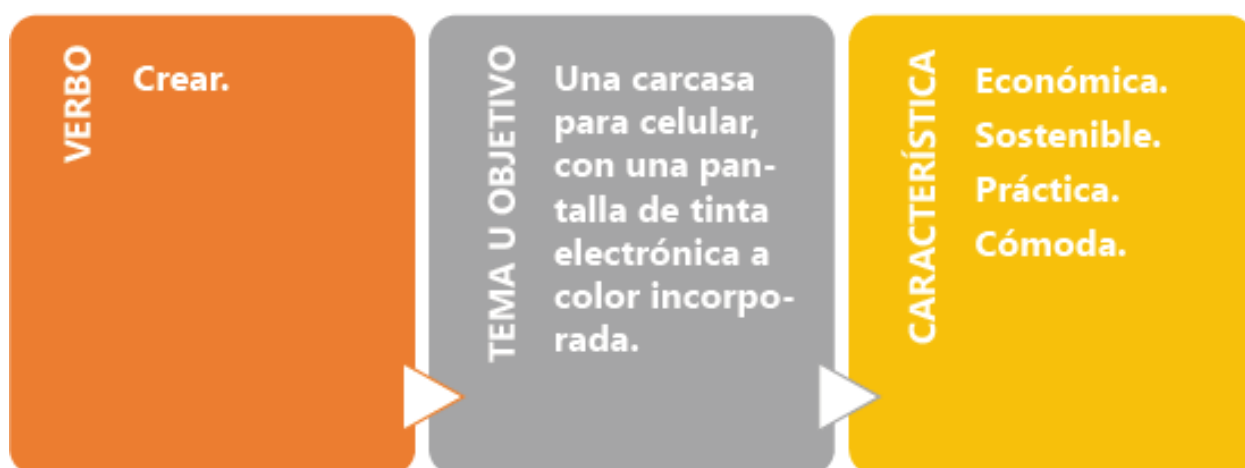 VERBO
Crear.
TEMA U OBJETIVO
Una carcasa
para celular,
con una pan-
talla de tinta
electrónica a
color incorpo-
rada.
CARACTERÍSTICA
Económica.
Sostenible.
Práctica.
Cómoda.